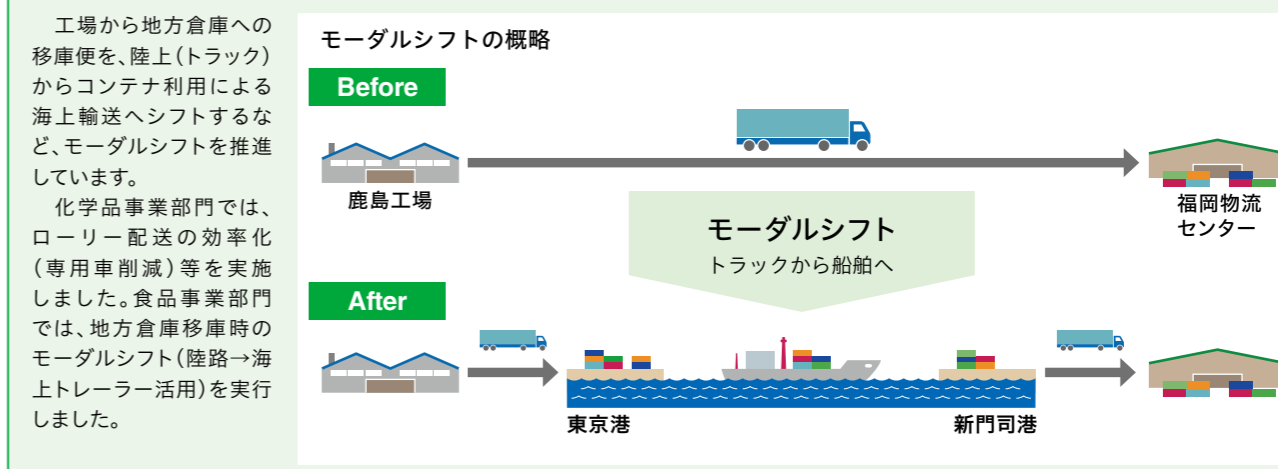 工場から地方倉庫への
移庫便を、陸上（トラック）
からコンテナ利用による
海上輸送へシフトするな
ど、モーダルシフトを推進
しています。
化学品事業部門では、
ローリー配送の効率化
（専用車削減）等を実施
しました。食品事業部門
では、地方倉庫移庫時の
モーダルシフト（陸路→海
上トレーラー活用）を実行
しました。
モーダルシフトの概略
Before
鹿島工場
福岡物流
センター
モーダルシフト
トラックから船舶へ
After
東京港
新門司港